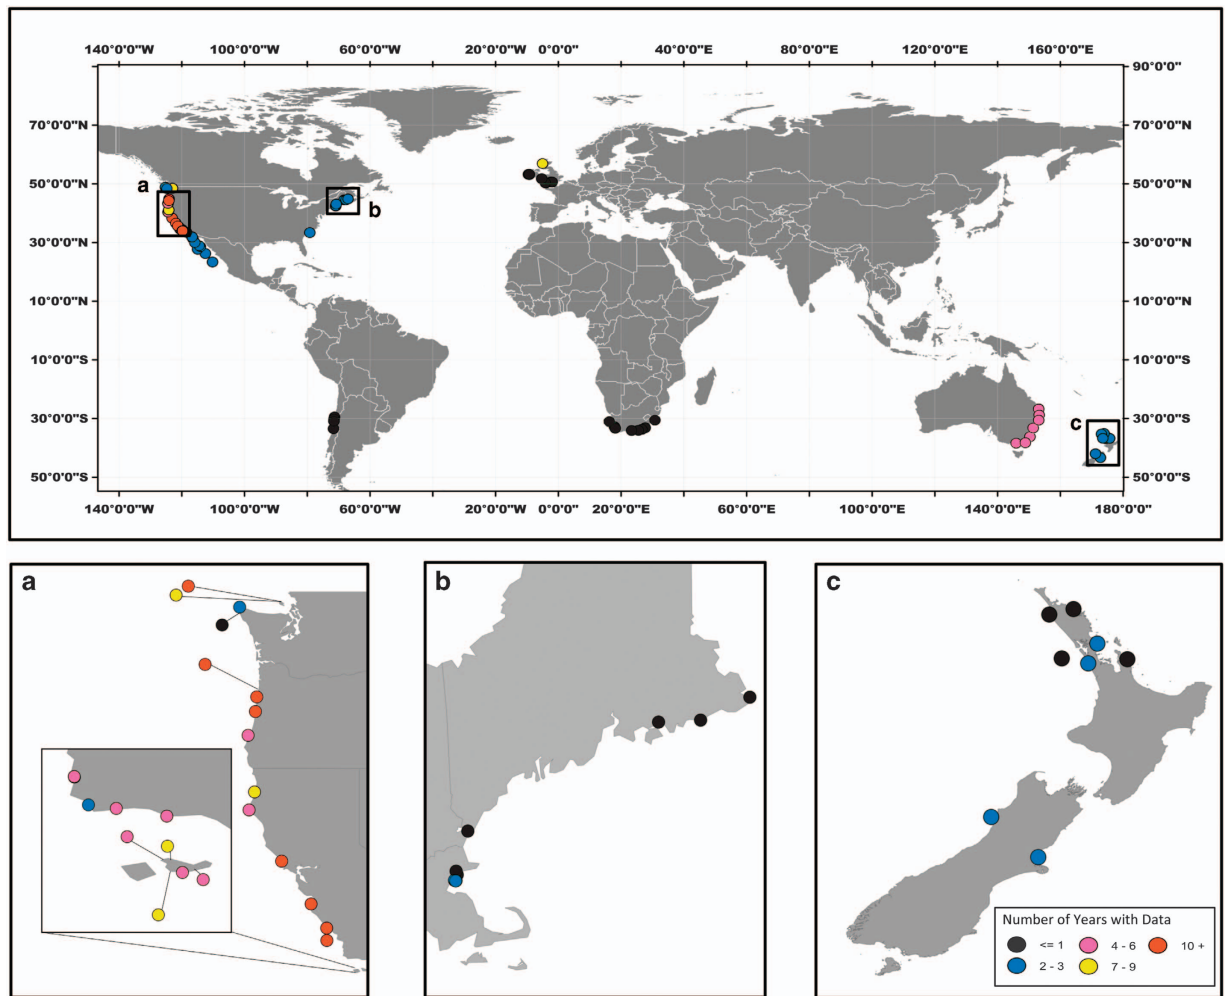 140°0'0"W 100°0'0"W 60°0'0"W 20°0'0"W 0°0'0" 20°0'0"E 40°0'0"E 80°0'0"E 120°0'0"E 160°0'0"E
90°0'0"
70°0'0"N 70°0'0"N
a
50°0'0"N 50°0'0"N
b
30°0'0"N 30°0'0"N
10°0'0"N 10°0'0"N
10°0'0"S 10°0'0"S
30°0'0"S 30°0'0"S
c
50°0'0"S 50°0'0"S
140°0'0"W 100°0'0"W 60°0'0"W 20°0'0"W 0°0'0" 20°0'0"E 60°0'0"E 100°0'0"E 140°0'0"E 180°0'0"
a
b
c
Number of Years with Data
<= 1 4 - 6 10 +
2 - 3 7 - 9